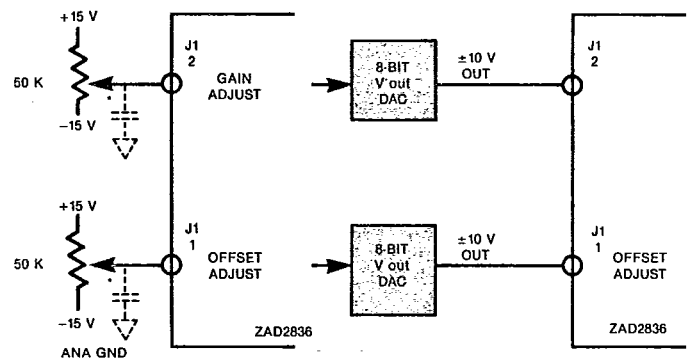 +15 V
50 K
−15 V
J1
2
GAIN
ADJUST
8-BIT
V out
DAC
±10 V
OUT
J1
2
+15 V
50 K
−15 V
ANA GND
J1
1
OFFSET
ADJUST
ZAD2836
8-BIT
V out
DAC
±10 V
OUT
J1
1
OFFSET
ADJUST
ZAD2836